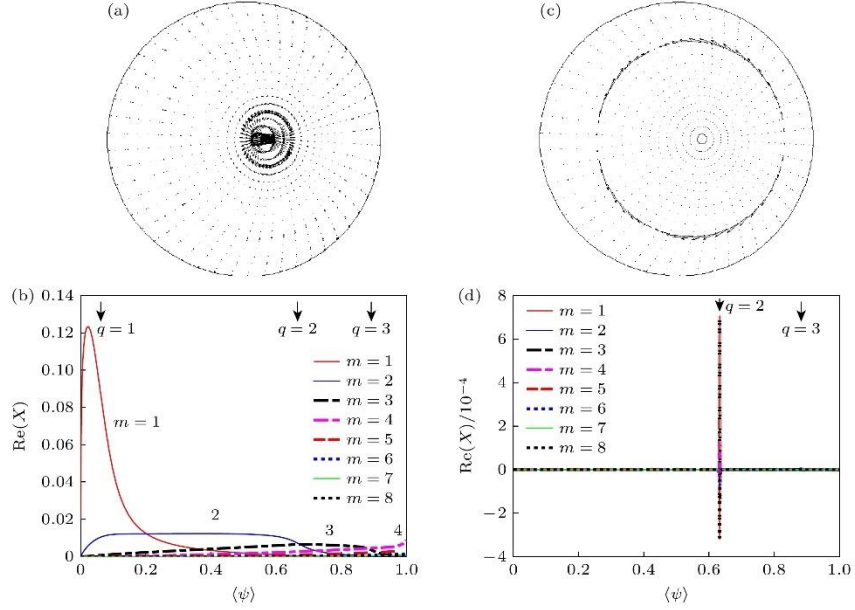 (a)
(c)
(b)
0.14
0.12
0.10
0.08
0.06
0.04
0.02
0
Re(X)
q = 1
q = 2
q = 3
m = 1
m = 1
m = 2
m = 3
m = 4
m = 5
m = 6
m = 7
m = 8
2
3
4
0
0.2
0.4
0.6
0.8
1.0
⟨ψ⟩
(d)
8
6
4
2
0
−2
−4
Re(X)/10⁻⁴
m = 1
m = 2
m = 3
m = 4
m = 5
m = 6
m = 7
m = 8
q = 2
q = 3
0
0.2
0.4
0.6
0.8
1.0
⟨ψ⟩